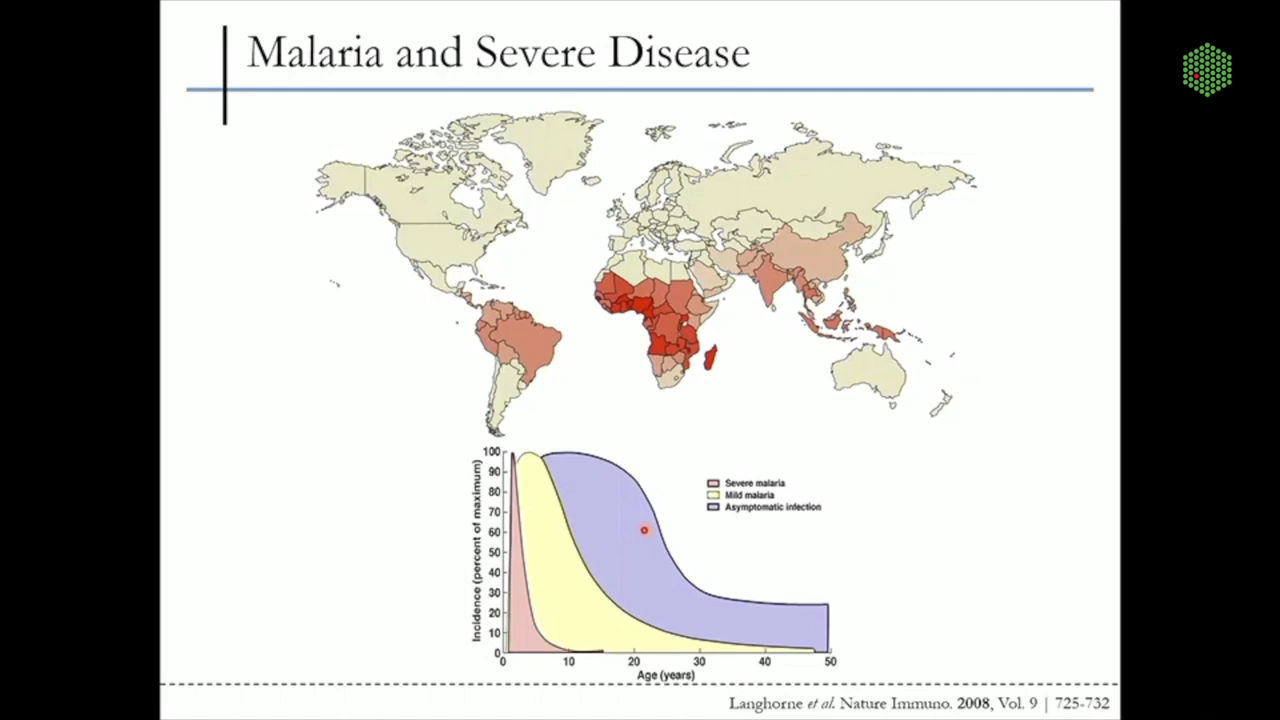 Malaria and Severe Disease
Incidence (percent of maximum)
100
90
80
70
60
50
40
30
20
10
0
Severe malaria
Mild malaria
Asymptomatic infection
0 10 20 30 40 50
Age (years)
Langhorne et al. Nature Immuno. 2008, Vol. 9 | 725-732